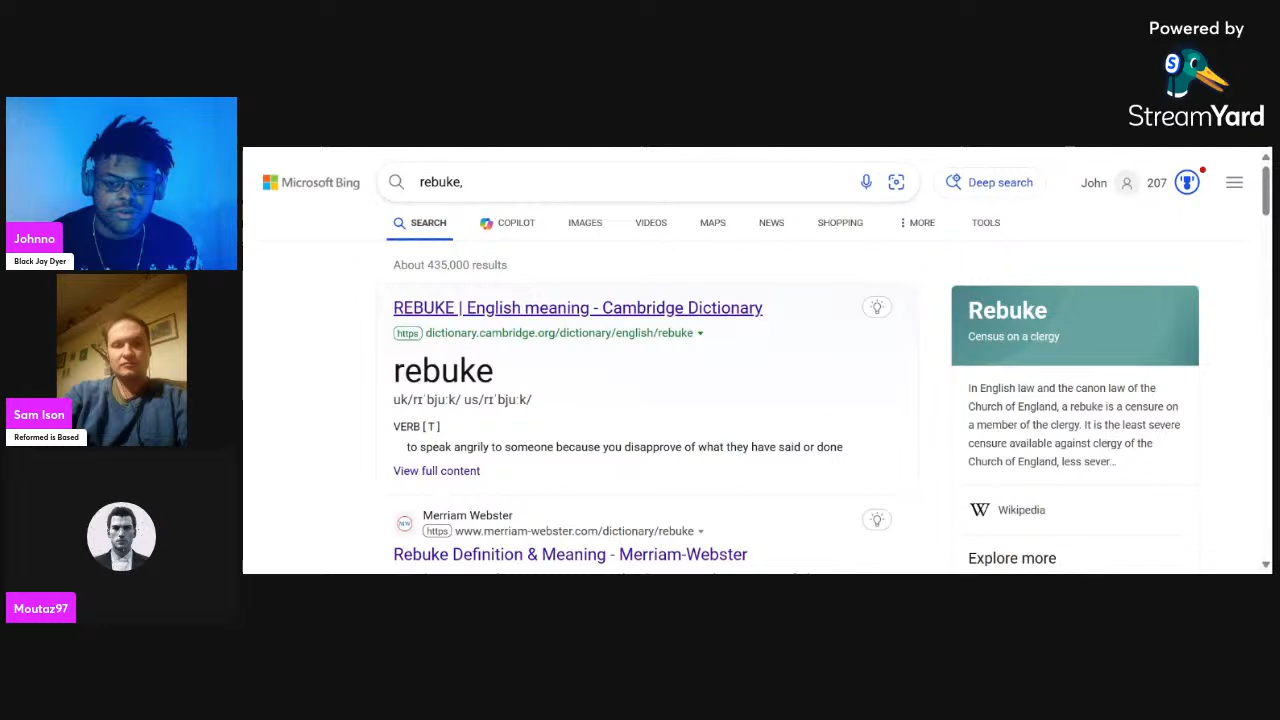 Powered by
StreamYard
Johnno
Black Jay Dyer
Sam Ison
Reformed is Based
Moutaz97
Microsoft Bing
rebuke,
Deep search
John
207
SEARCH
COPILOT
IMAGES
VIDEOS
MAPS
NEWS
SHOPPING
MORE
TOOLS
About 435,000 results
REBUKE | English meaning - Cambridge Dictionary
https dictionary.cambridge.org/dictionary/english/rebuke
rebuke
uk/rɪˈbjuːk/ us/rɪˈbjuːk/
VERB [ T ]
to speak angrily to someone because you disapprove of what they have said or done
View full content
Merriam Webster
https www.merriam-webster.com/dictionary/rebuke
Rebuke Definition & Meaning - Merriam-Webster
Rebuke
Census on a clergy
In English law and the canon law of the
Church of England, a rebuke is a censure on
a member of the clergy. It is the least severe
censure available against clergy of the
Church of England, less sever...
Wikipedia
Explore more